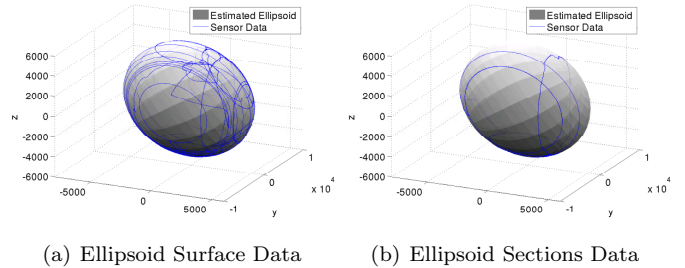 Estimated Ellipsoid
Sensor Data
6000
4000
2000
0
-2000
-4000
-6000
z
-5000
0
5000
-1
0
1
x 10^4
y
(a) Ellipsoid Surface Data
Estimated Ellipsoid
Sensor Data
6000
4000
2000
0
-2000
-4000
-6000
z
-5000
0
5000
-1
0
1
x 10^4
y
(b) Ellipsoid Sections Data